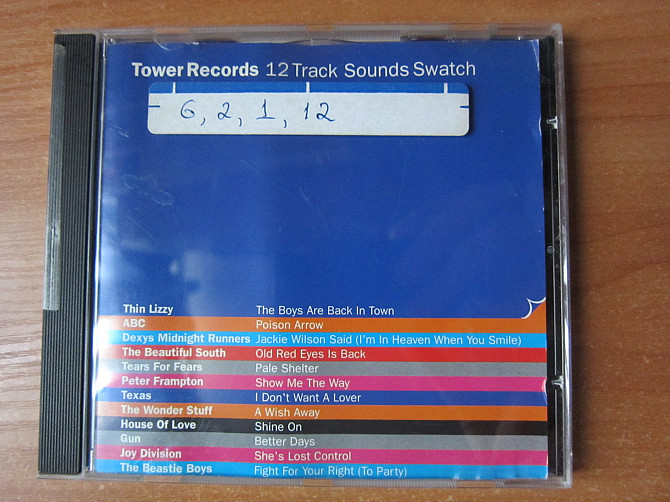 Tower Records 12 Track Sounds Swatch
6, 2, 1, 12
Thin Lizzy The Boys Are Back In Town
ABC Poison Arrow
Dexys Midnight Runners Jackie Wilson Said (I'm In Heaven When You Smile)
The Beautiful South Old Red Eyes Is Back
Tears For Fears Pale Shelter
Peter Frampton Show Me The Way
Texas I Don't Want A Lover
The Wonder Stuff A Wish Away
House Of Love Shine On
Gun Better Days
Joy Division She's Lost Control
The Beastie Boys Fight For Your Right (To Party)